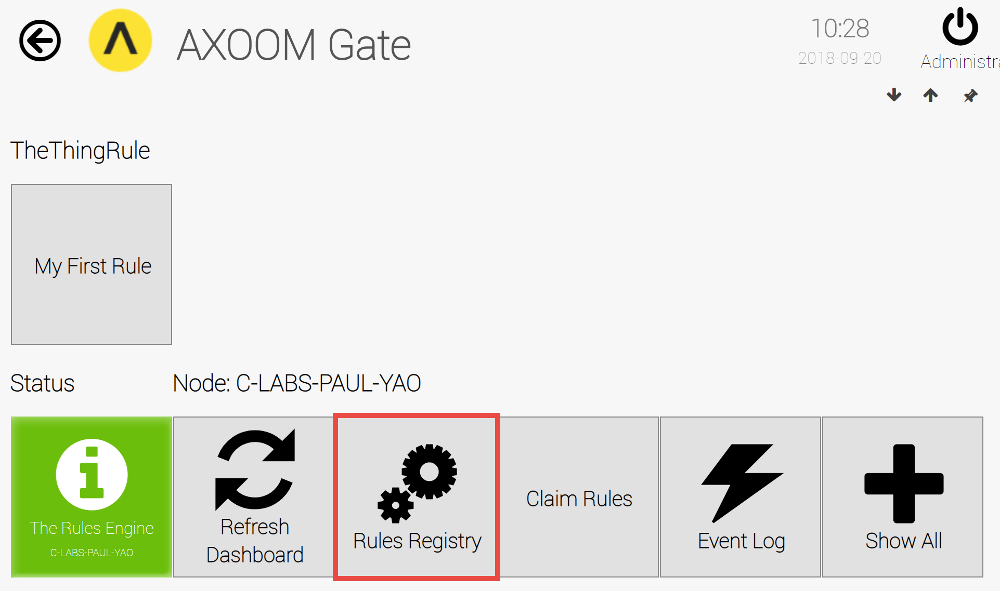 AXOOM Gate
10:28
2018-09-20
Administra
TheThingRule
My First Rule
Status
Node: C-LABS-PAUL-YAO
The Rules Engine
C-LABS-PAUL-YAO
Refresh
Dashboard
Rules Registry
Claim Rules
Event Log
Show All